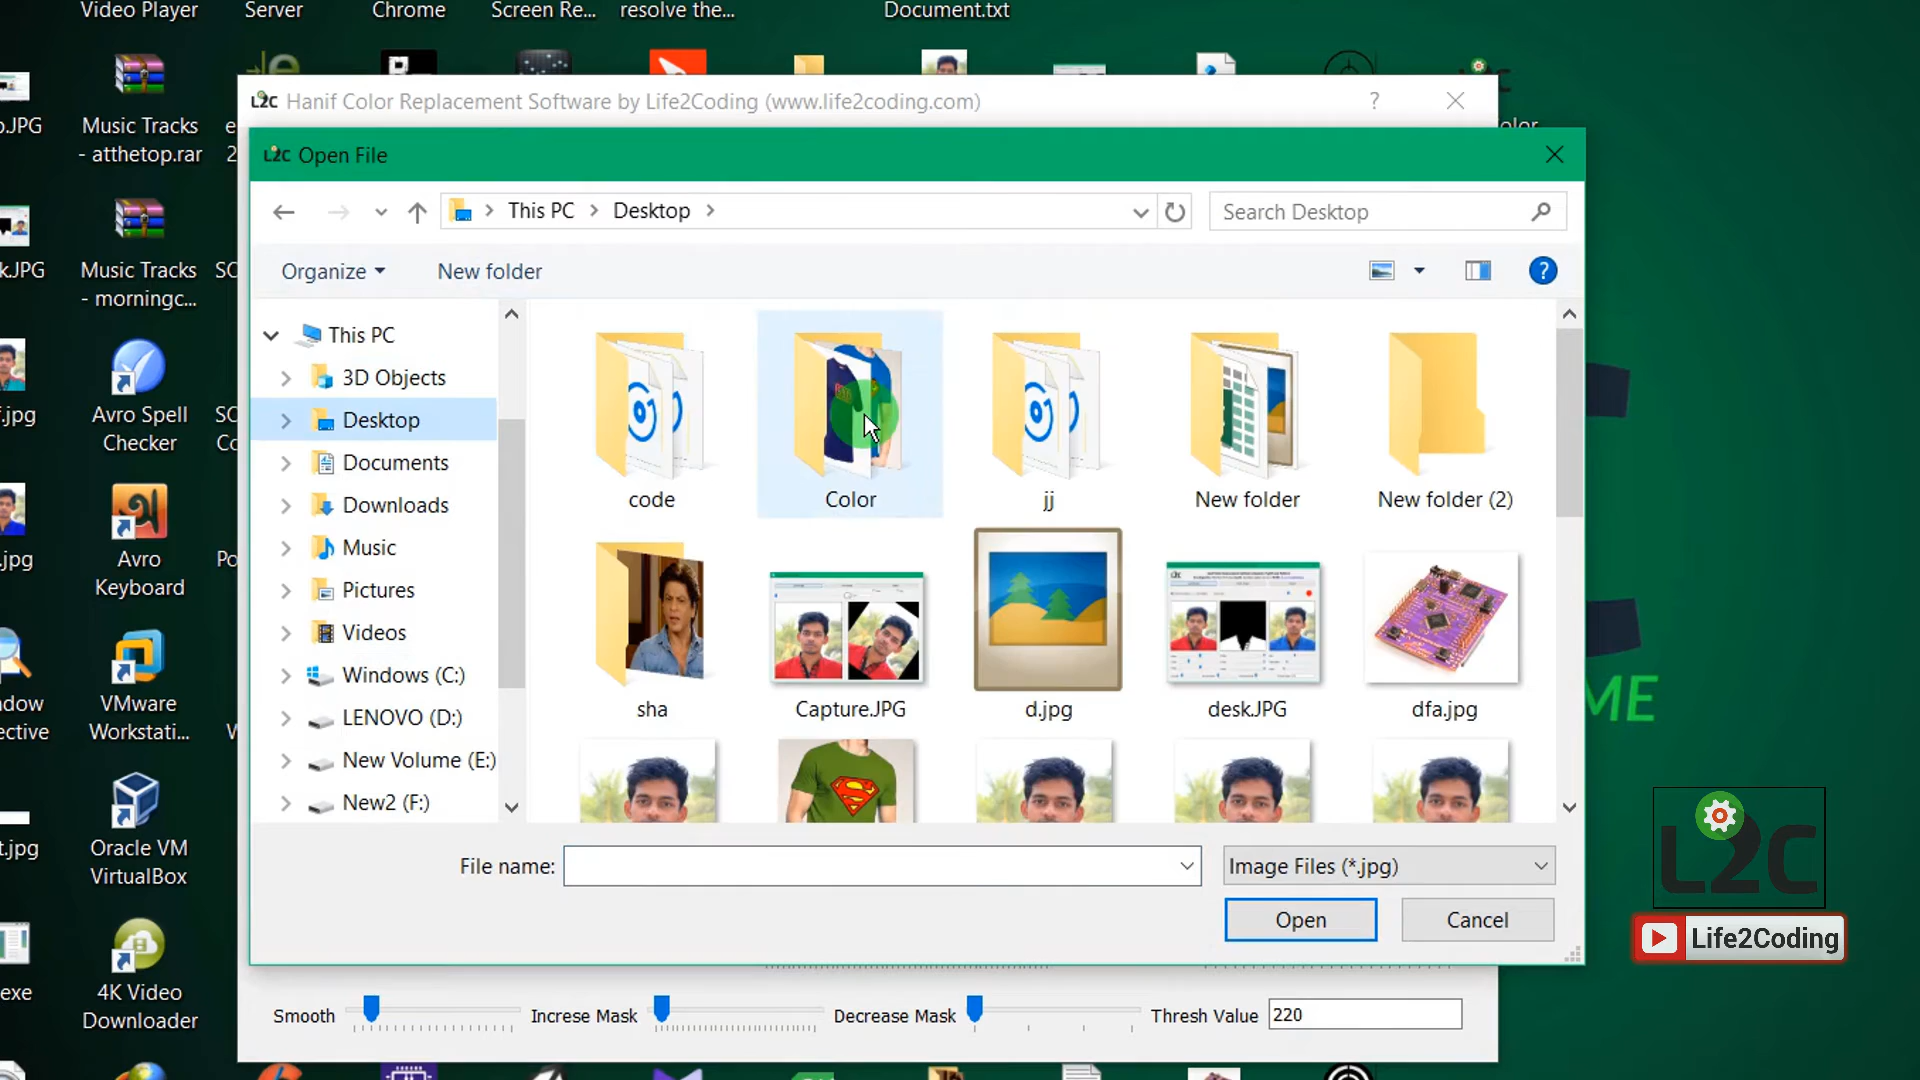 Video Player
Server
Chrome
Screen Re...
resolve the...
Document.txt
L2C Hanif Color Replacement Software by Life2Coding (www.life2coding.com)
?
L2C Open File
This PC
Desktop
Search Desktop
Organize
New folder
?
This PC
3D Objects
Desktop
Documents
Downloads
Music
Pictures
Videos
Windows (C:)
LENOVO (D:)
New Volume (E:)
New2 (F:)
code
Color
jj
New folder
New folder (2)
sha
Capture.JPG
d.jpg
desk.JPG
dfa.jpg
File name:
Image Files (*.jpg)
Open
Cancel
Smooth
Increse Mask
Decrease Mask
Thresh Value
220
Music Tracks
- atthetop.rar
Music Tracks
- morningc...
Avro Spell
Checker
Avro
Keyboard
VMware
Workstati...
Oracle VM
VirtualBox
4K Video
Downloader
.jpg
.exe
ME
L2C
Life2Coding